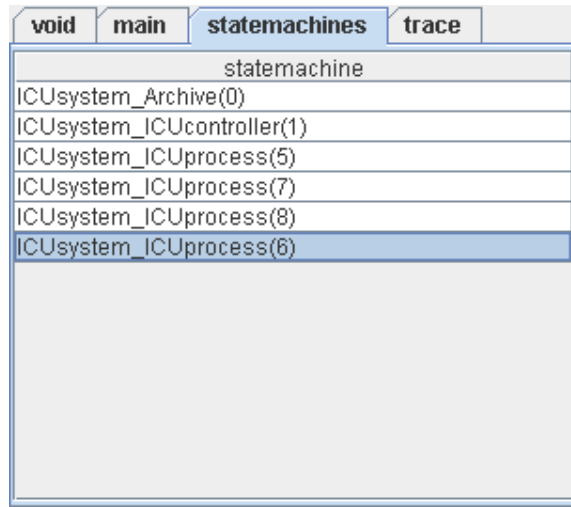 void main statemachines trace
statemachine
ICUsystem_Archive(0)
ICUsystem_ICUcontroller(1)
ICUsystem_ICUprocess(5)
ICUsystem_ICUprocess(7)
ICUsystem_ICUprocess(8)
ICUsystem_ICUprocess(6)